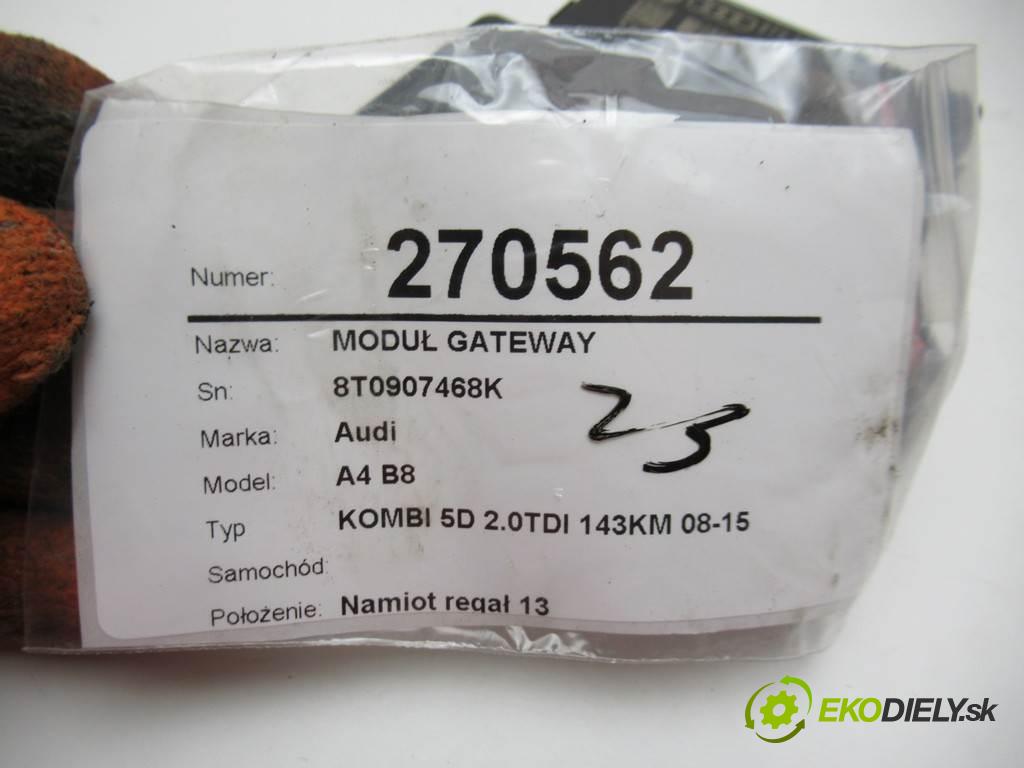 Numer: 270562
Nazwa: MODUŁ GATEWAY
Sn: 8T0907468K
Marka: Audi
23
Model: A4 B8
Typ KOMBI 5D 2.0TDI 143KM 08-15
Samochód:
Położenie: Namiot regał 13
EKODIELY.sk